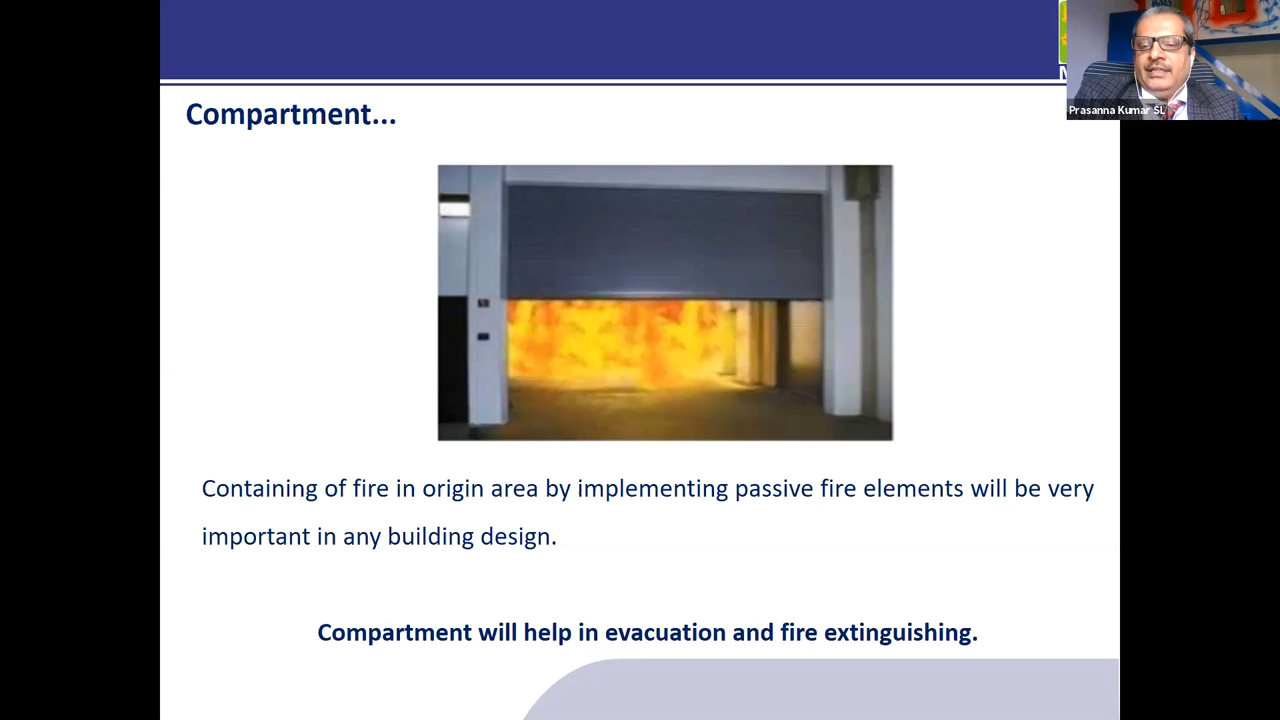 Prasanna Kumar SL
Compartment...
Containing of fire in origin area by implementing passive fire elements will be very
important in any building design.
Compartment will help in evacuation and fire extinguishing.